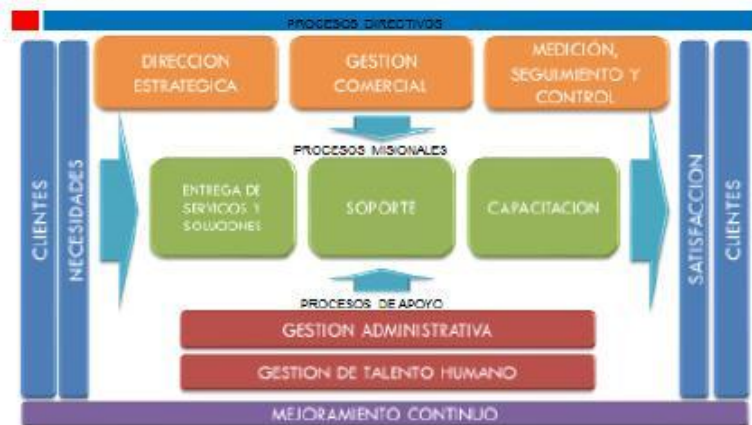 PROCESOS DIRECTIVOS
DIRECCION
ESTRATEGICA
GESTION
COMERCIAL
MEDICIÓN,
SEGUIMIENTO Y
CONTROL
CLIENTES
NECESIDADES
PROCESOS MISIONALES
ENTREGA DE
SERVICOS Y
SOLUCIONES
SOPORTE
CAPACITACION
SATISFACCION
CLIENTES
PROCESOS DE APOYO
GESTION ADMINISTRATIVA
GESTION DE TALENTO HUMANO
MEJORAMIENTO CONTINUO